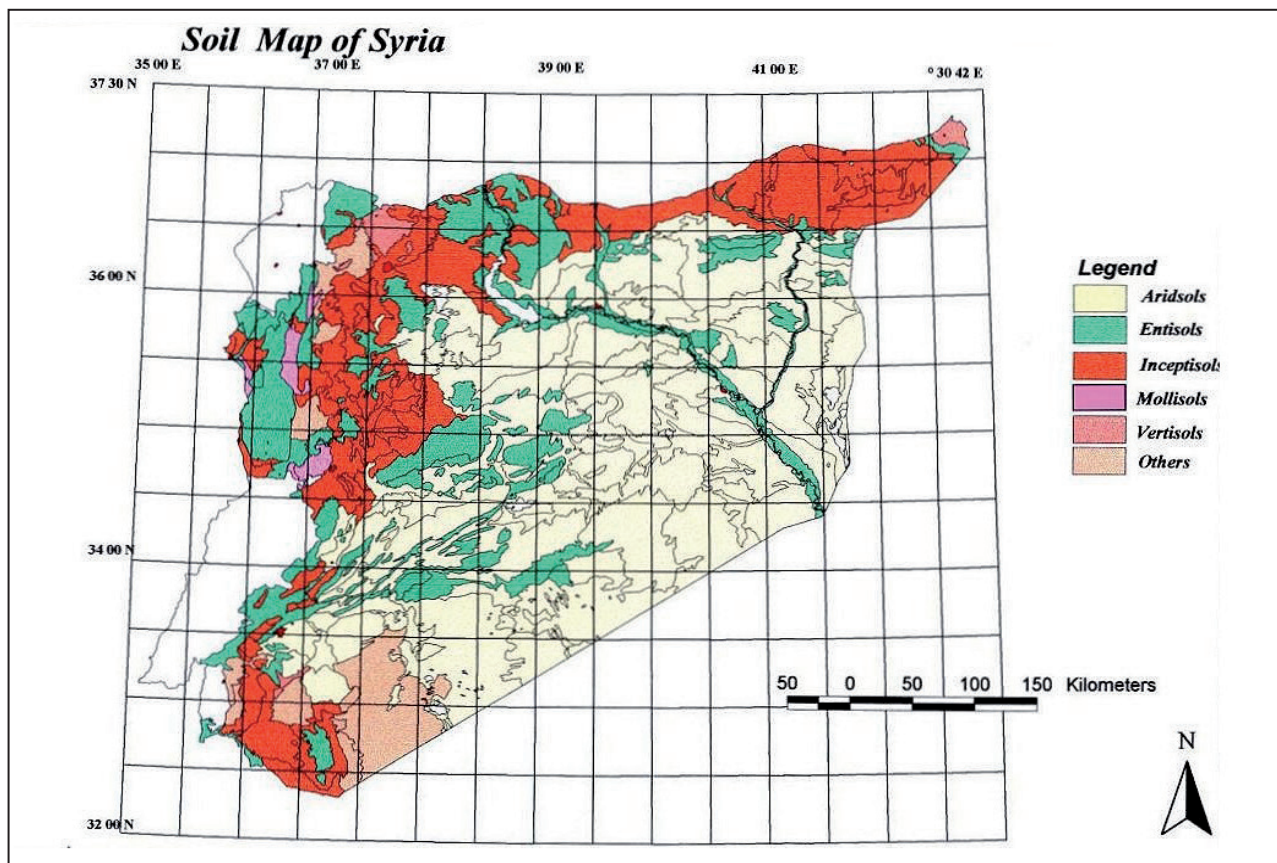 Soil Map of Syria
35 00 E 37 00 E 39 00 E 41 00 E ° 30 42 E
37 30 N
36 00 N
34 00 N
32 00 N
Legend
Aridsols
Entisols
Inceptisols
Mollisols
Vertisols
Others
50 0 50 100 150 Kilometers
N